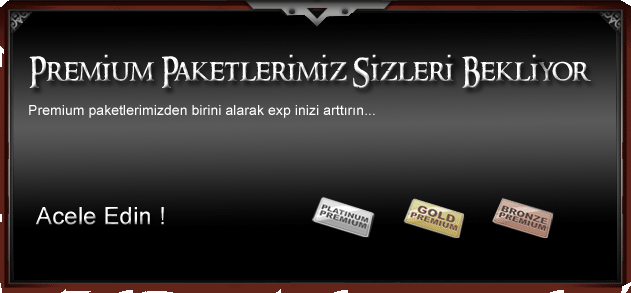 Premium Paketlerimiz Sizleri Bekliyor
Premium paketlerimizden birini alarak exp inizi arttırın...
Acele Edin !
PLATINUM PREMIUM
GOLD PREMIUM
BRONZE PREMIUM